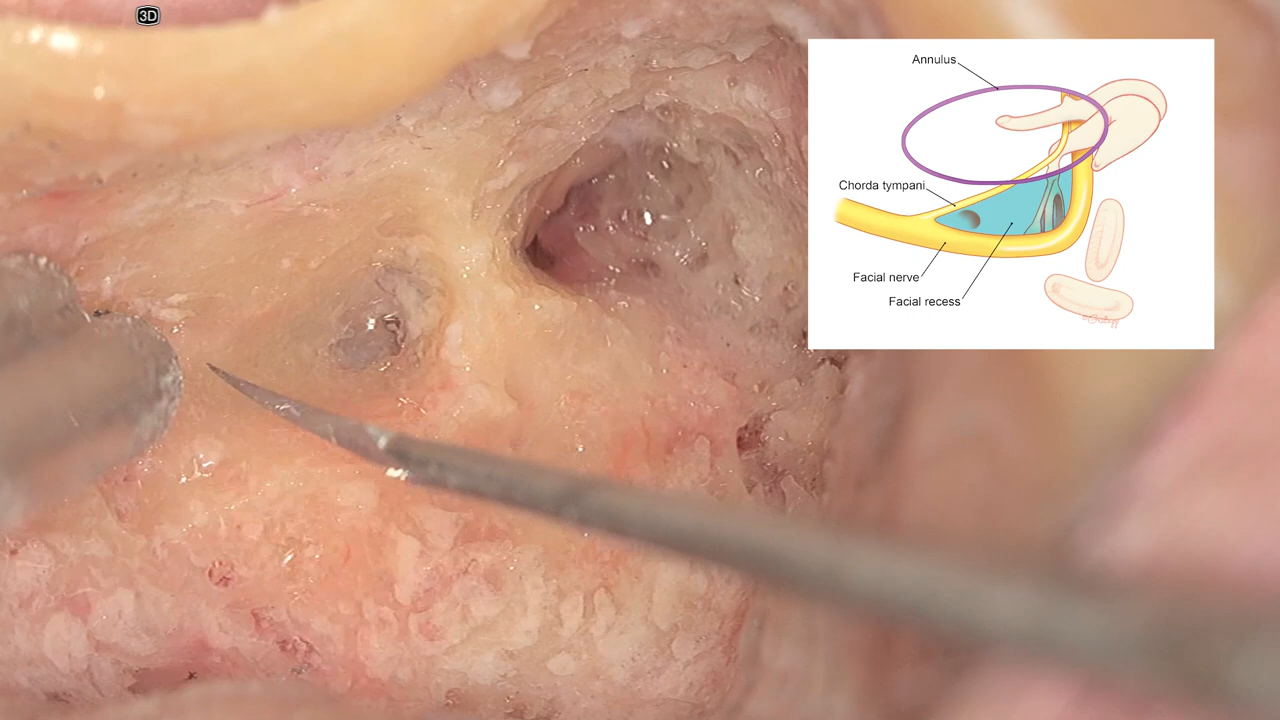 3D
Annulus
Chorda tympani
Facial nerve
Facial recess